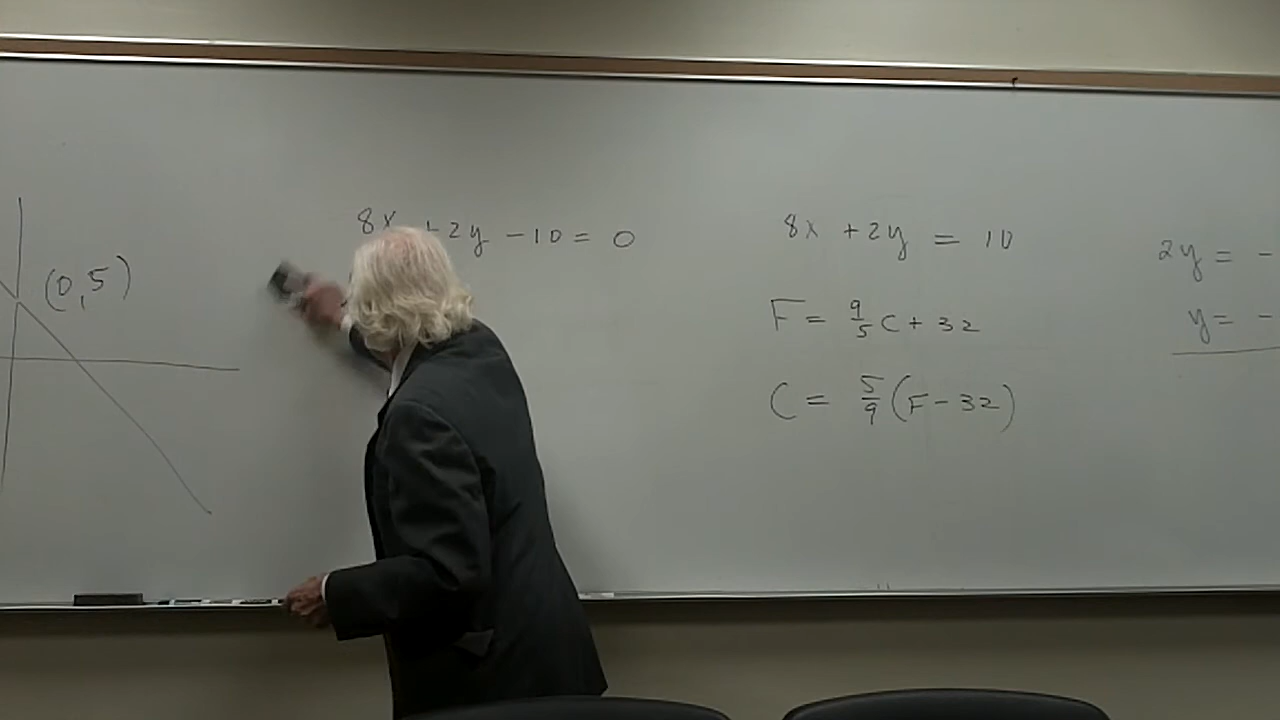 (0,5)
8x + 2y - 10 = 0
8x + 2y = 10
F = 9/5 C + 32
C = 5/9 (F - 32)
2y = -
y = -